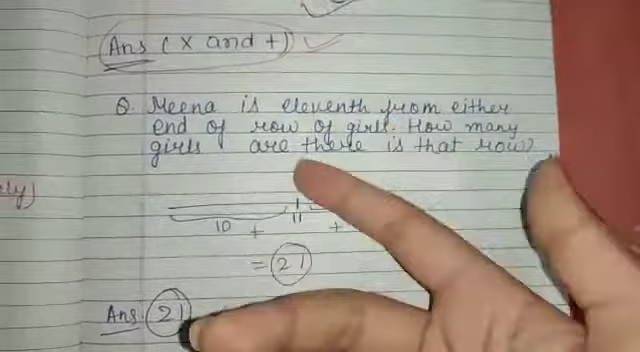 Ans (x and +)
Q. Meena is eleventh from either
end of row of girls. How many
girls are there is that row?
11
10 + +
= 21
Ans. 21